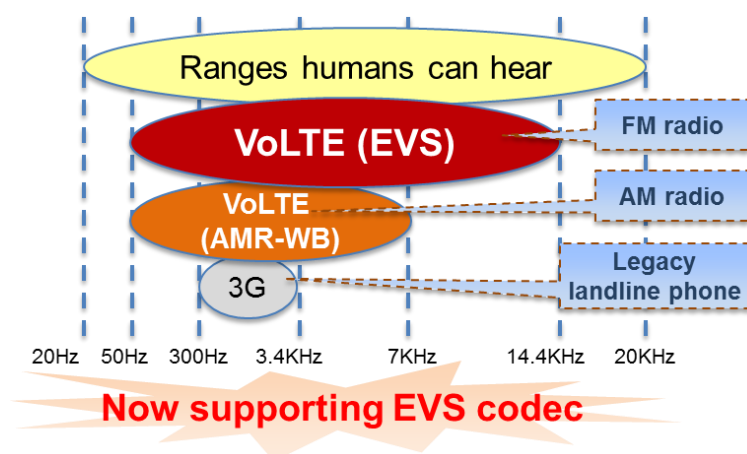 Ranges humans can hear
VoLTE (EVS)
FM radio
VoLTE
(AMR-WB)
AM radio
3G
Legacy
landline phone
20Hz 50Hz 300Hz 3.4KHz 7KHz 14.4KHz 20KHz
Now supporting EVS codec